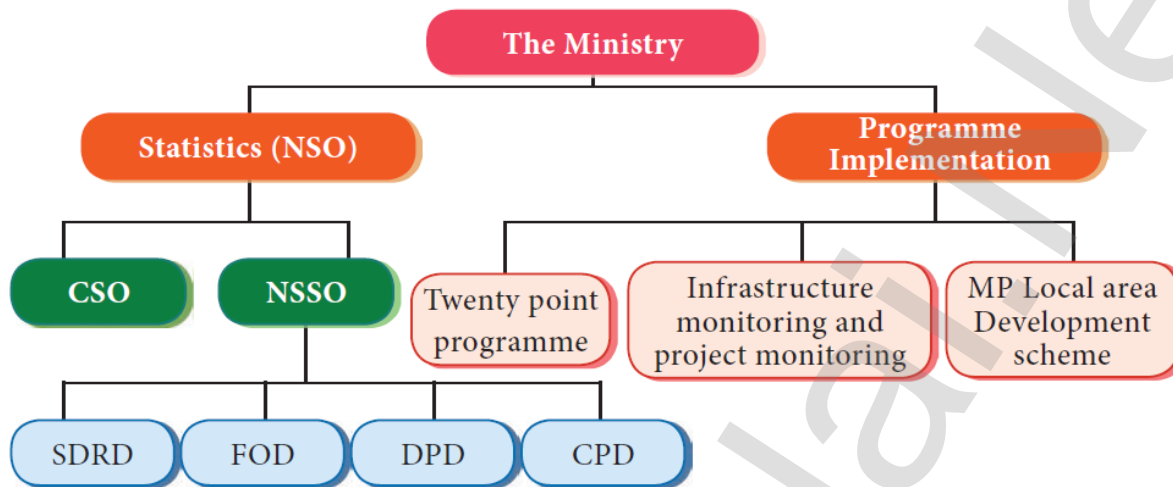 The Ministry
Statistics (NSO)
Programme
Implementation
CSO
NSSO
Twenty point
programme
Infrastructure
monitoring and
project monitoring
MP Local area
Development
scheme
SDRD
FOD
DPD
CPD